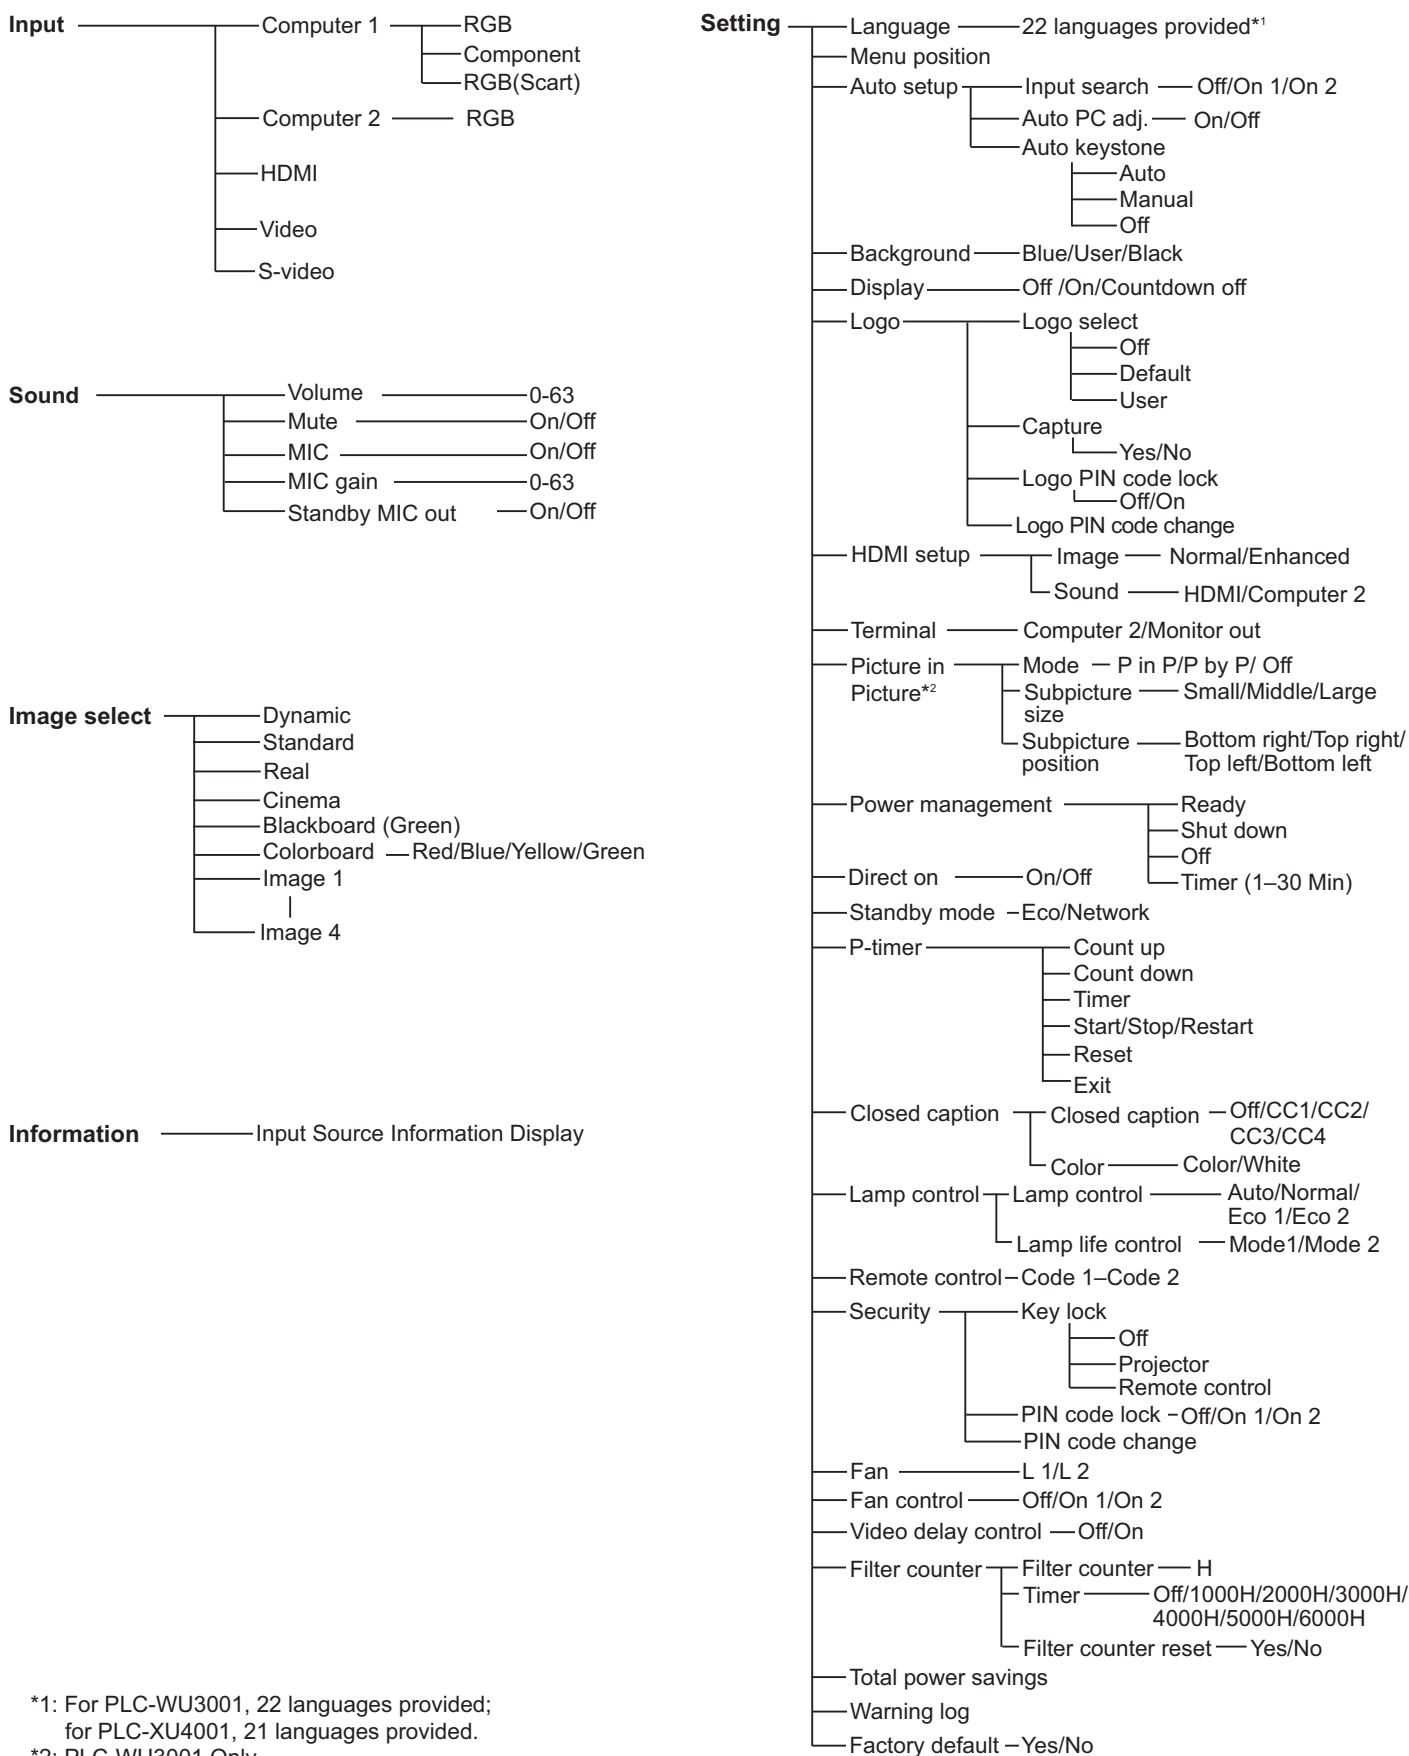 Input
Computer 1
RGB
Component
RGB(Scart)
Computer 2
RGB
HDMI
Video
S-video
Sound
Volume
0-63
Mute
On/Off
MIC
On/Off
MIC gain
0-63
Standby MIC out
On/Off
Image select
Dynamic
Standard
Real
Cinema
Blackboard (Green)
Colorboard
Red/Blue/Yellow/Green
Image 1
Image 4
Information
Input Source Information Display
*1: For PLC-WU3001, 22 languages provided;
for PLC-XU4001, 21 languages provided.
*2: PLC-WU3001 Only
Setting
Language
22 languages provided*1
Menu position
Auto setup
Input search
Off/On 1/On 2
Auto PC adj.
On/Off
Auto keystone
Auto
Manual
Off
Background
Blue/User/Black
Display
Off /On/Countdown off
Logo
Logo select
Off
Default
User
Capture
Yes/No
Logo PIN code lock
Off/On
Logo PIN code change
HDMI setup
Image
Normal/Enhanced
Sound
HDMI/Computer 2
Terminal
Computer 2/Monitor out
Picture in
Picture*2
Mode
P in P/P by P/ Off
Subpicture
size
Small/Middle/Large
Subpicture
position
Bottom right/Top right/
Top left/Bottom left
Power management
Ready
Shut down
Off
Timer (1–30 Min)
Direct on
On/Off
Standby mode
Eco/Network
P-timer
Count up
Count down
Timer
Start/Stop/Restart
Reset
Exit
Closed caption
Closed caption
Off/CC1/CC2/
CC3/CC4
Color
Color/White
Lamp control
Lamp control
Auto/Normal/
Eco 1/Eco 2
Lamp life control
Mode1/Mode 2
Remote control
Code 1–Code 2
Security
Key lock
Off
Projector
Remote control
PIN code lock
Off/On 1/On 2
PIN code change
Fan
L 1/L 2
Fan control
Off/On 1/On 2
Video delay control
Off/On
Filter counter
Filter counter
H
Timer
Off/1000H/2000H/3000H/
4000H/5000H/6000H
Filter counter reset
Yes/No
Total power savings
Warning log
Factory default
Yes/No